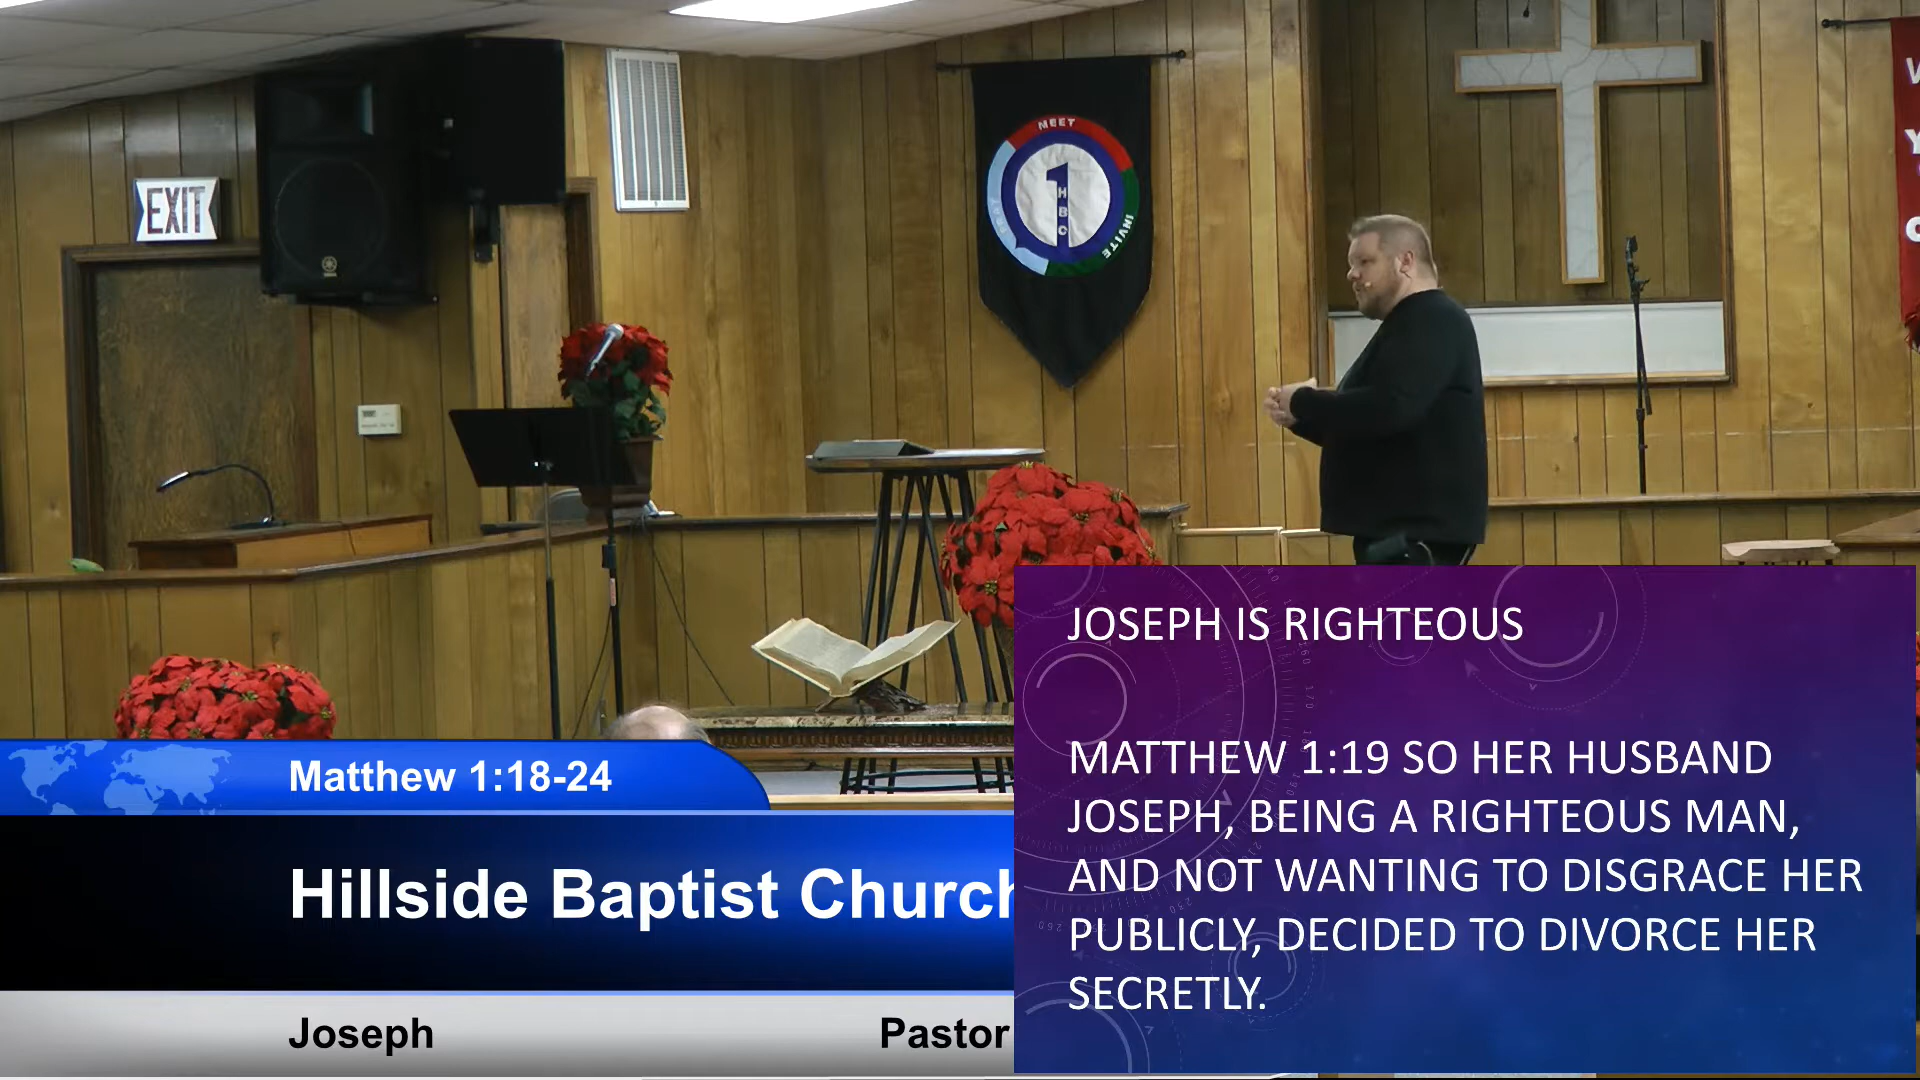 EXIT
MEET
INVITE
PRAY
1
H
B
C
V
Y
JOSEPH IS RIGHTEOUS
MATTHEW 1:19 SO HER HUSBAND
JOSEPH, BEING A RIGHTEOUS MAN,
AND NOT WANTING TO DISGRACE HER
PUBLICLY, DECIDED TO DIVORCE HER
SECRETLY.
Matthew 1:18-24
Hillside Baptist Church
Joseph
Pastor